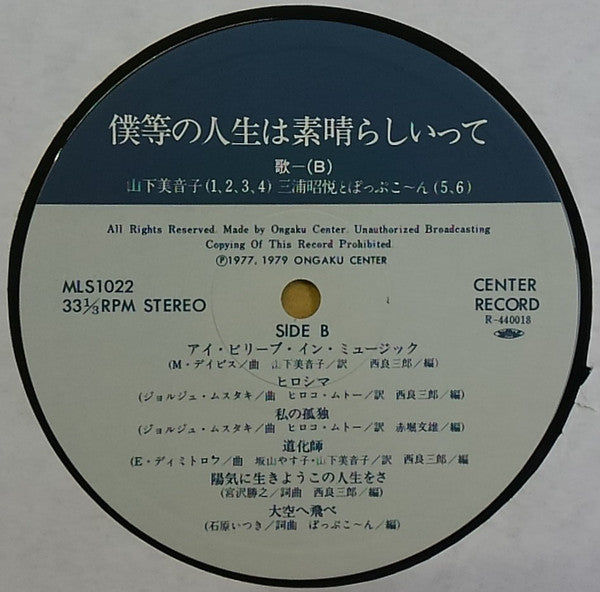 僕等の人生は素晴らしいって
歌ー(B)
山下美音子(1、2、3、4) 三浦昭悦とぽっぷこ〜ん(5、6)
All Rights Reserved. Made by Ongaku Center. Unauthorized Broadcasting
Copying Of This Record Prohibited.
Ⓟ1977, 1979 ONGAKU CENTER
MLS1022
33⅓RPM STEREO
CENTER
RECORD
R-440018
SIDE B
アイ・ビリーブ・イン・ミュージック
(M・デイビス/曲 山下美音子/訳 西良三郎/編)
ヒロシマ
(ジョルジュ・ムスタキ/曲 ヒロコ・ムトー/訳 西良三郎/編)
私の孤独
(ジョルジュ・ムスタキ/曲 ヒロコ・ムトー/訳 赤堀文雄/編)
道化師
(E・ディミトロフ/曲 坂山やす子・山下美音子/訳 西良三郎/編
陽気に生きようこの人生をさ
(宮沢勝之/詞曲 西良三郎/編)
大空へ飛べ
(石原いつき/詞曲 ぽっぷこ〜ん/編)